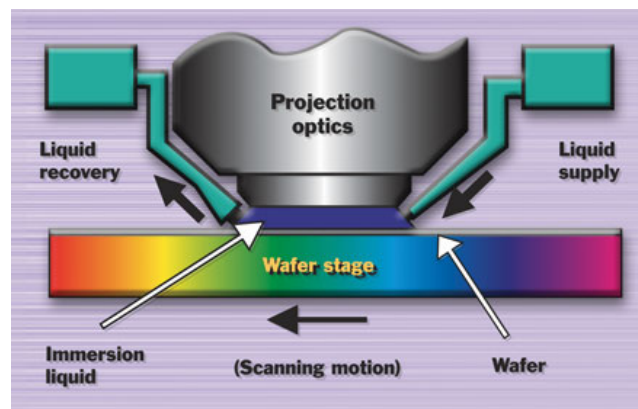 Projection
optics
Liquid
recovery
Liquid
supply
Wafer stage
Immersion
liquid
(Scanning motion)
Wafer